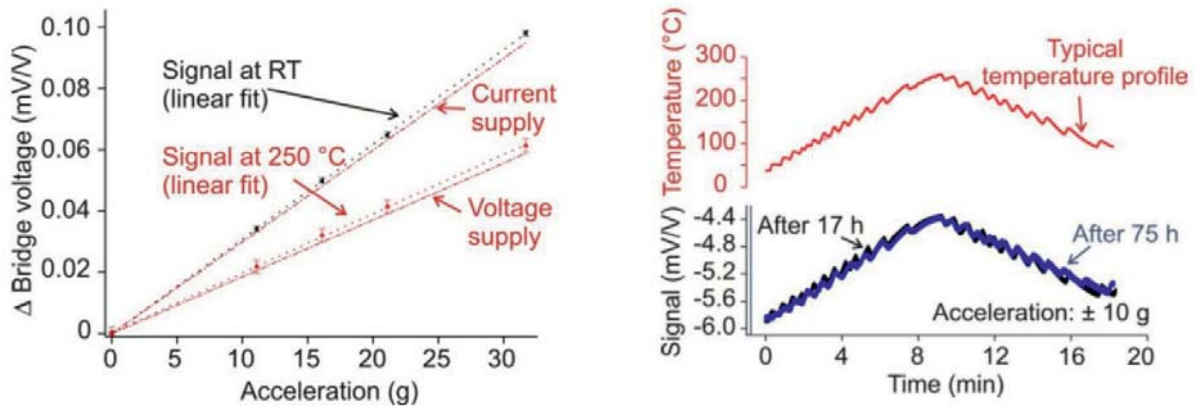 0.10
0.08
0.06
0.04
0.02
0
Δ Bridge voltage (mV/V)
Signal at RT
(linear fit)
Current
supply
Signal at 250 °C
(linear fit)
Voltage
supply
0 5 10 15 20 25 30
Acceleration (g)
300
200
100
0
Temperature (°C)
Typical
temperature profile
-4.4
-4.8
-5.2
-5.6
-6.0
Signal (mV/V)
After 17 h
After 75 h
Acceleration: ± 10 g
0 4 8 12 16 20
Time (min)